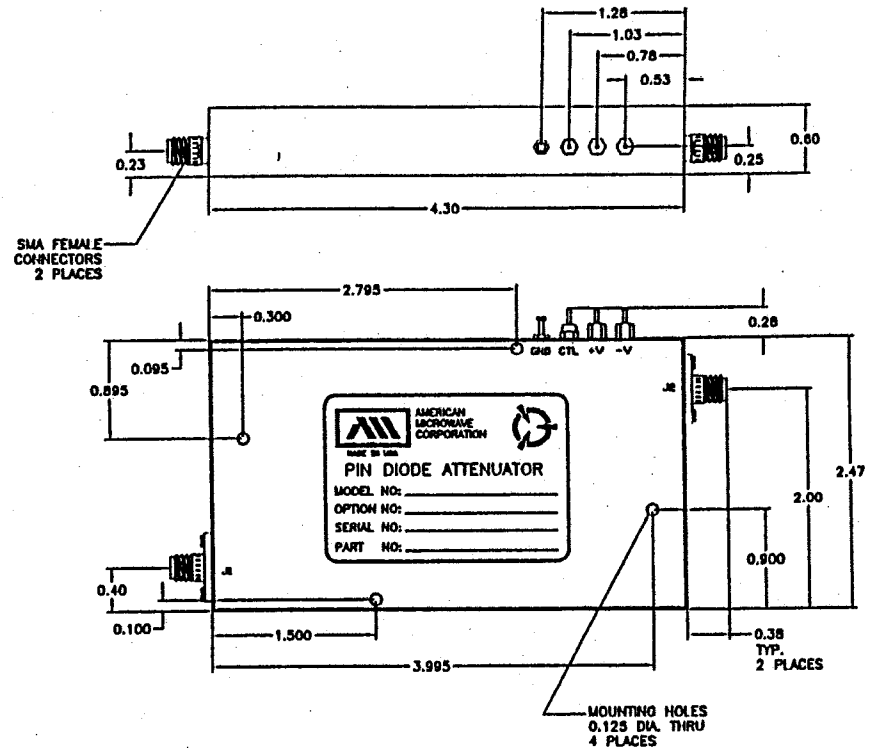 1.28
1.03
0.78
0.53
0.60
0.23
0.25
4.30
SMA FEMALE
CONNECTORS
2 PLACES
2.795
0.300
0.28
0.095
GND CTL +V -V
0.895
J2
AMERICAN
MICROWAVE
CORPORATION
MADE IN USA
PIN DIODE ATTENUATOR
MODEL NO:
OPTION NO:
SERIAL NO:
PART NO:
2.47
2.00
0.900
J1
0.40
0.100
1.500
0.38
TYP.
2 PLACES
3.995
MOUNTING HOLES
0.125 DIA. THRU
4 PLACES